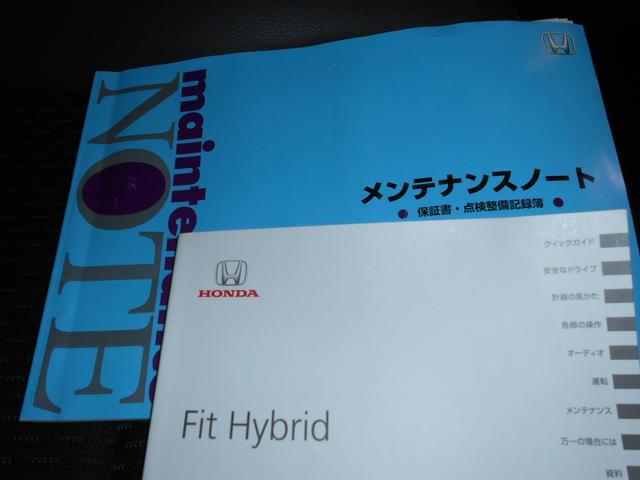 maintenance
NOTE
メンテナンスノート
保証書・点検整備記録簿
HONDA
Fit Hybrid
クイックガイド
安全なドライブ
計器の見かた
各部の操作
オーディオ
運転
メンテナンス
万一の場合には
資料